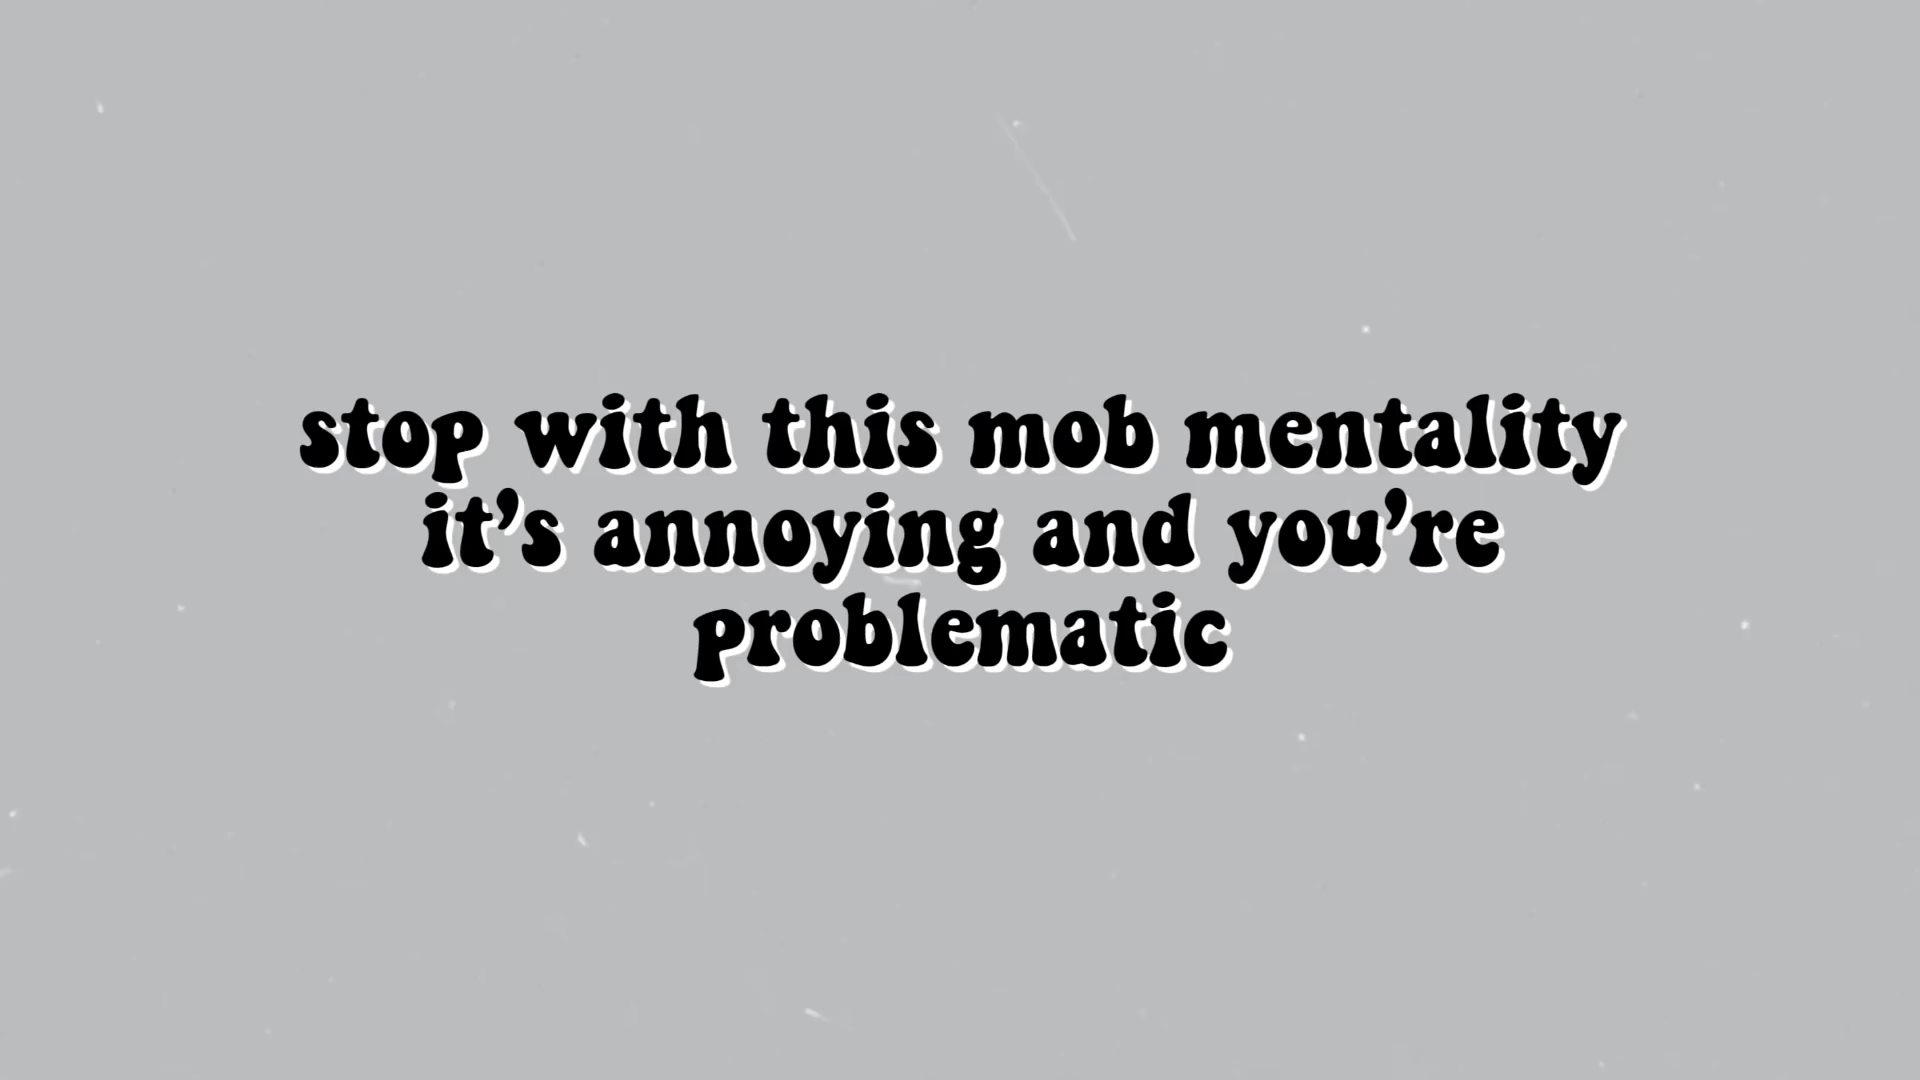 stop with this mob mentality
it’s annoying and you’re
problematic